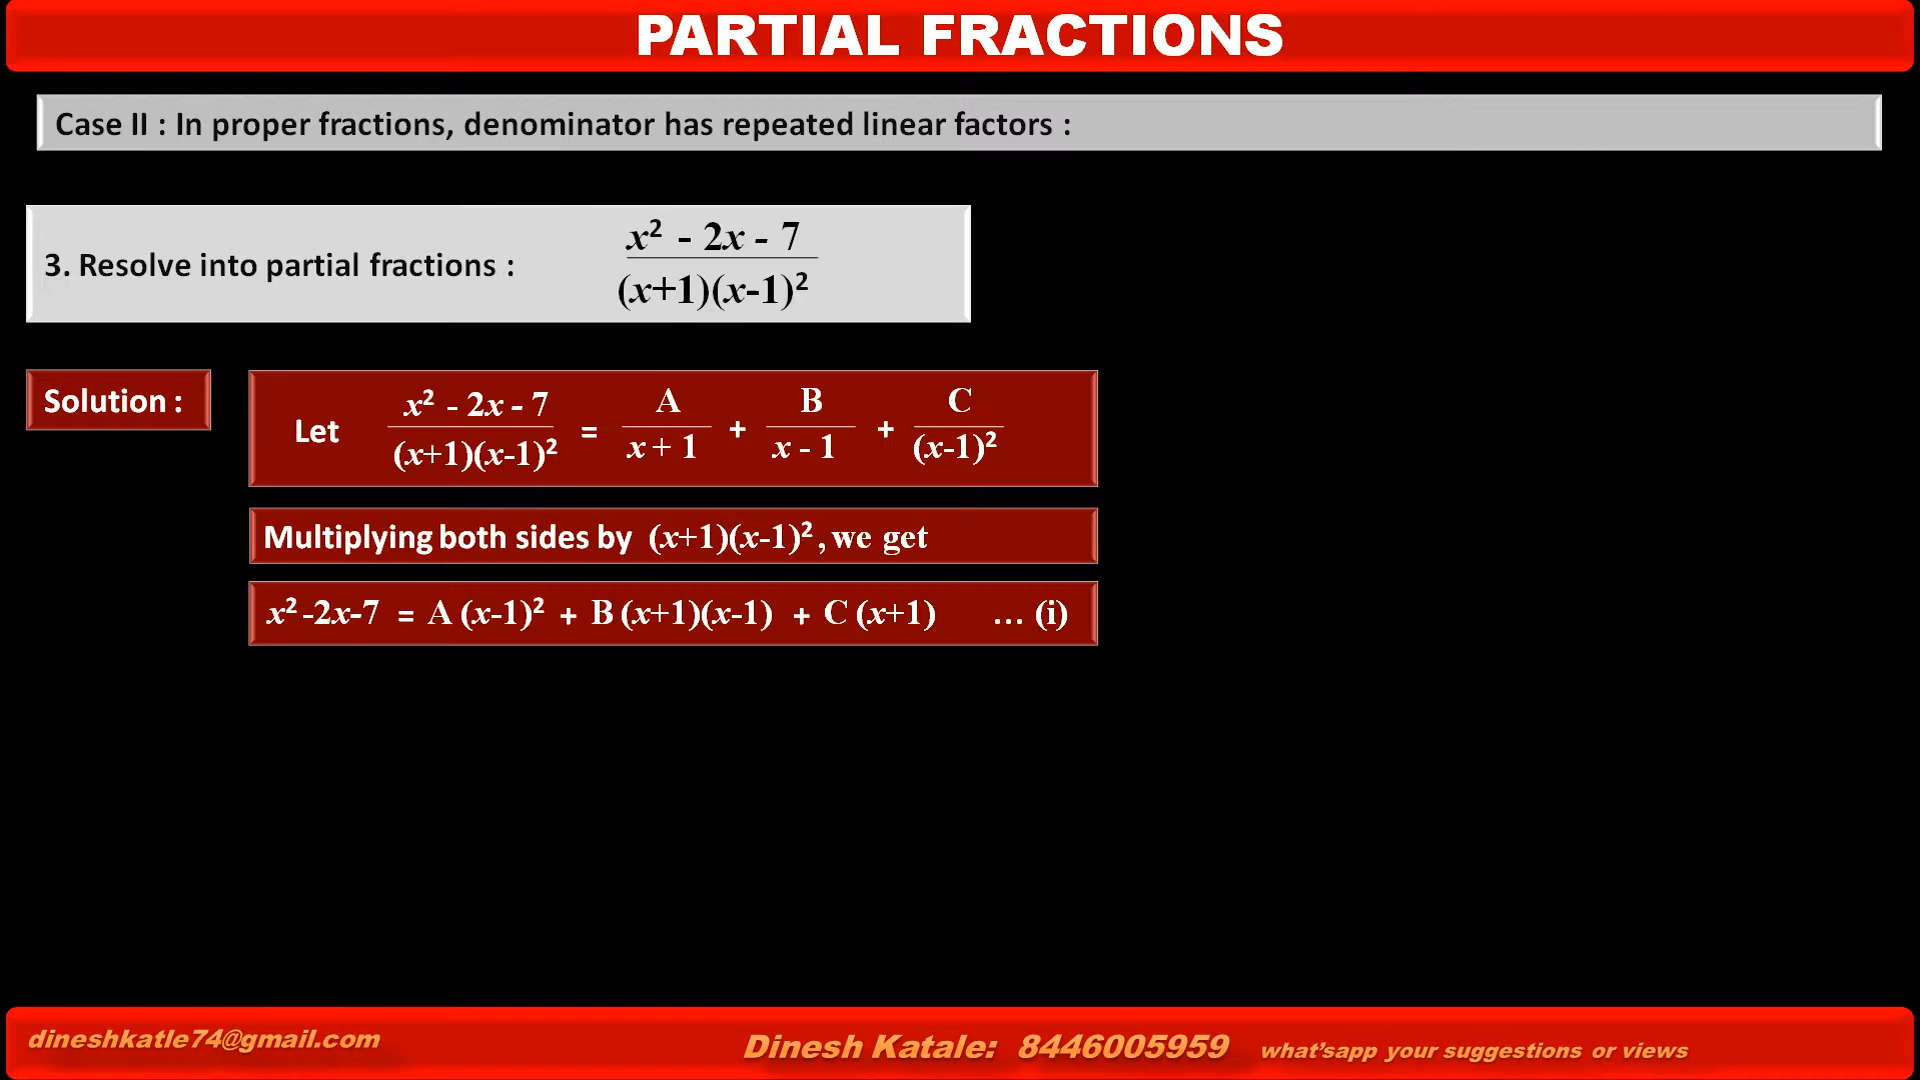 PARTIAL FRACTIONS
Case II : In proper fractions, denominator has repeated linear factors :
3. Resolve into partial fractions : x² - 2x - 7 / (x+1)(x-1)²
Solution :
Let x² - 2x - 7 / (x+1)(x-1)² = A / x + 1 + B / x - 1 + C / (x-1)²
Multiplying both sides by (x+1)(x-1)², we get
x² -2x-7 = A (x-1)² + B (x+1)(x-1) + C (x+1) ... (i)
dineshkatle74@gmail.com
Dinesh Katale: 8446005959 what'sapp your suggestions or views